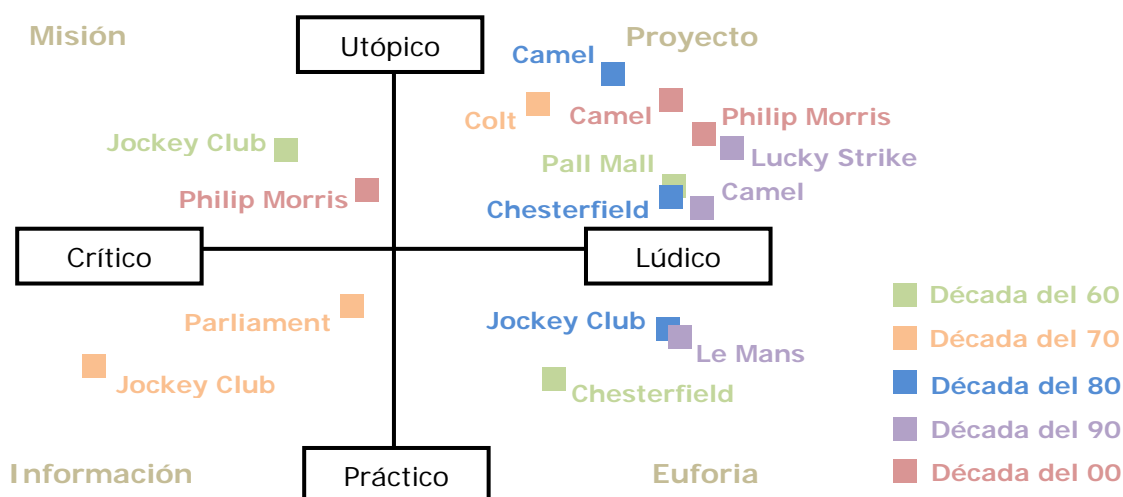 Misión
Utópico
Proyecto
Camel
Colt
Camel
Philip Morris
Jockey Club
Lucky Strike
Pall Mall
Philip Morris
Camel
Chesterfield
Crítico
Lúdico
Década del 60
Parliament
Jockey Club
Década del 70
Le Mans
Jockey Club
Década del 80
Chesterfield
Década del 90
Información
Práctico
Euforia
Década del 00